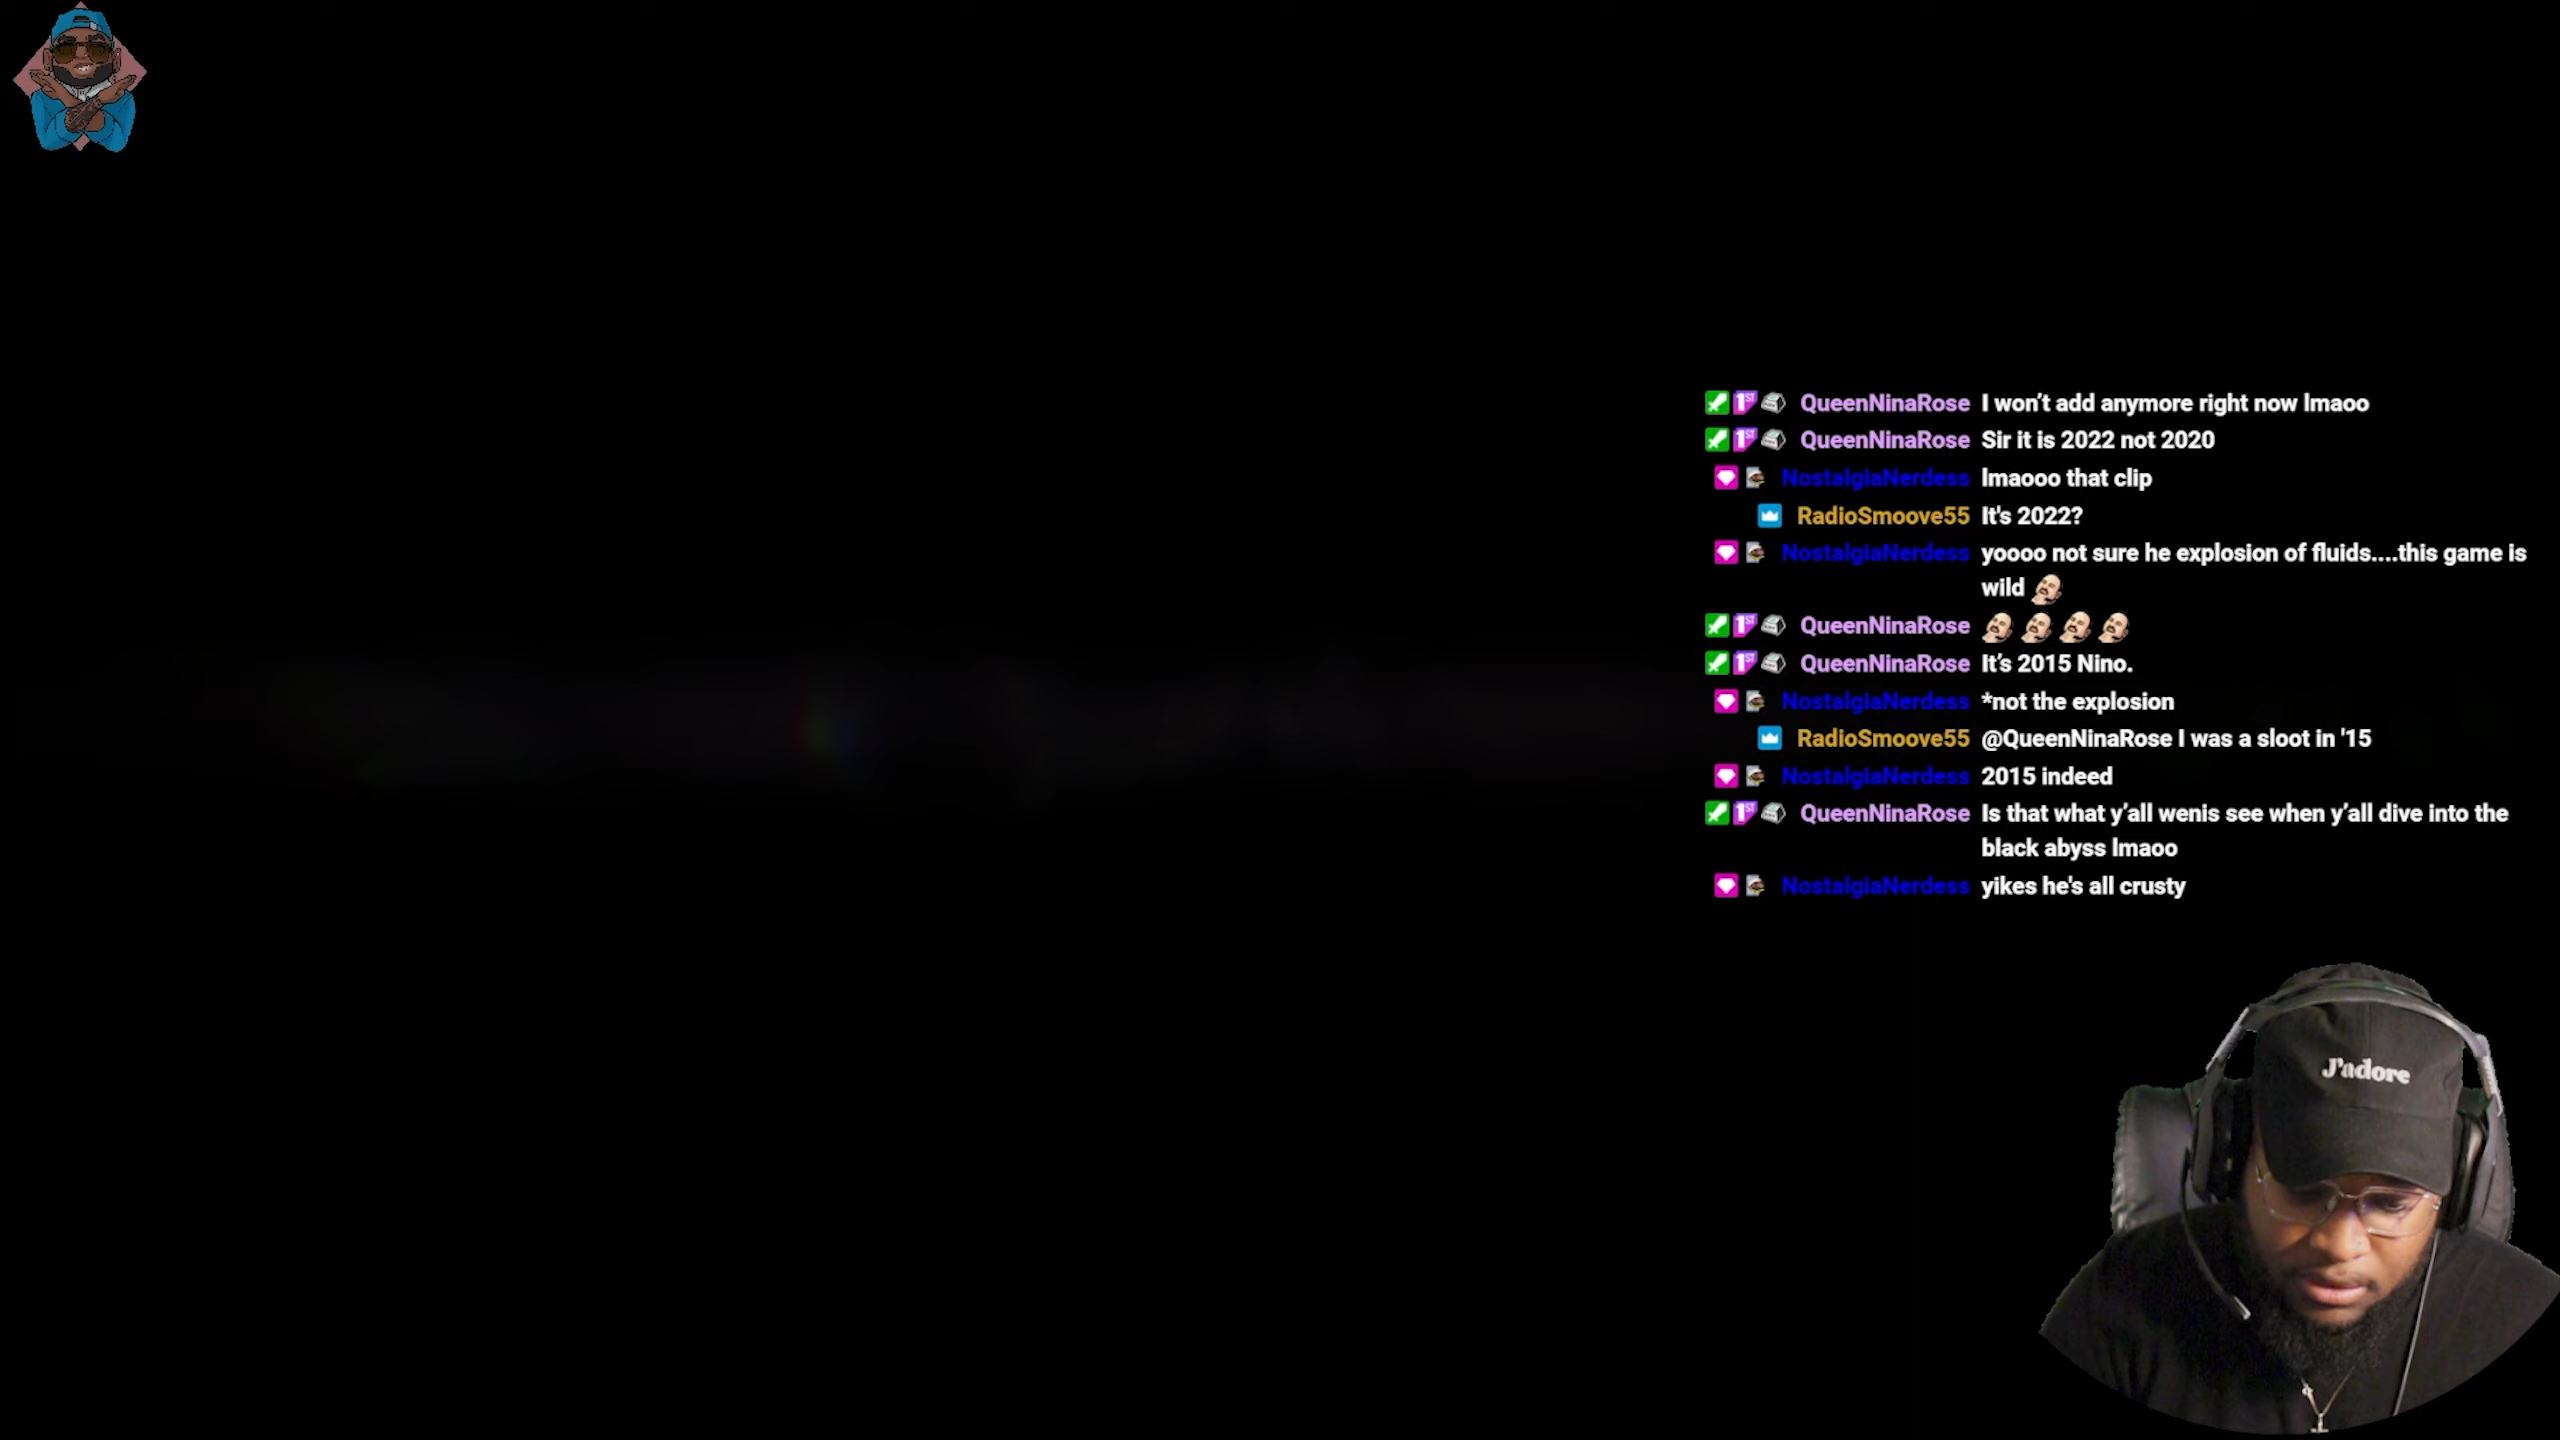 QueenNinaRose I won’t add anymore right now lmaoo
QueenNinaRose Sir it is 2022 not 2020
NostalgiaNerdess lmaooo that clip
RadioSmoove55 It's 2022?
NostalgiaNerdess yoooo not sure he explosion of fluids....this game is
wild
QueenNinaRose
QueenNinaRose It’s 2015 Nino.
NostalgiaNerdess *not the explosion
RadioSmoove55 @QueenNinaRose I was a sloot in '15
NostalgiaNerdess 2015 indeed
QueenNinaRose Is that what y’all wenis see when y’all dive into the
black abyss lmaoo
NostalgiaNerdess yikes he's all crusty
J'adore